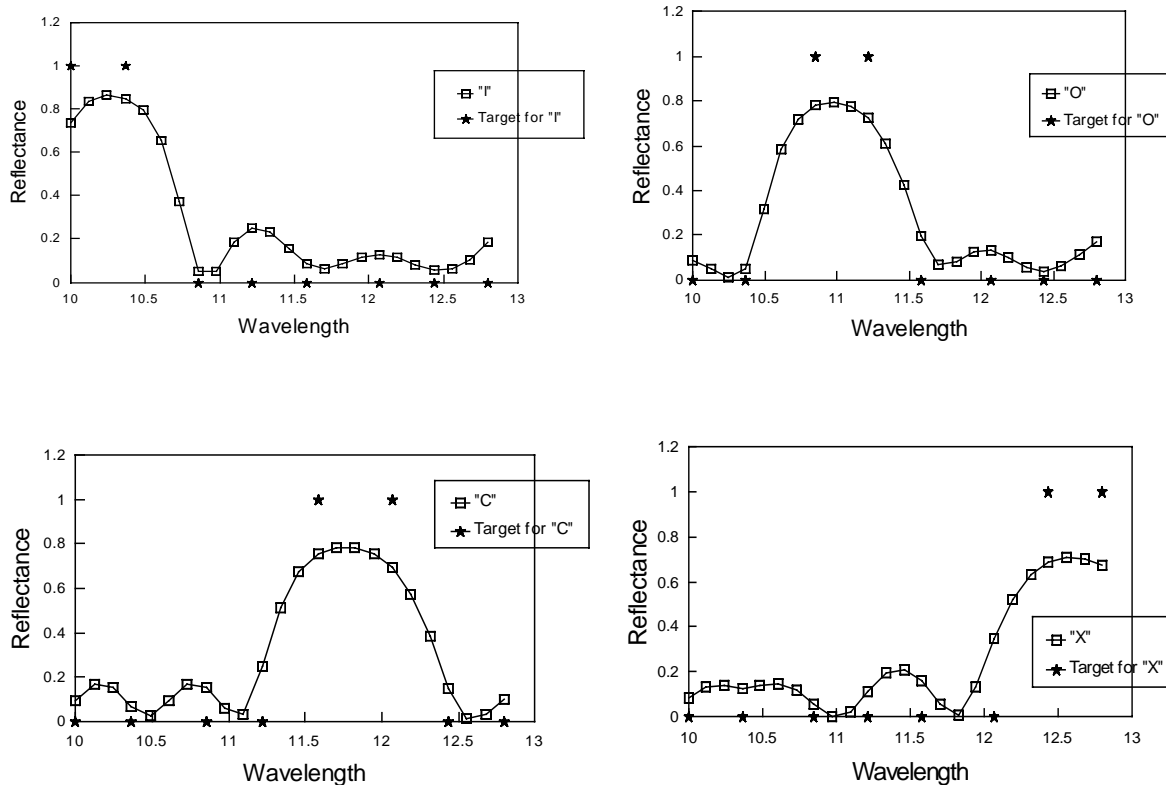 1.2
1
0.8
0.6
0.4
0.2
0
Reflectance
10 10.5 11 11.5 12 12.5 13
Wavelength
"I"
Target for "I"
1.2
1
0.8
0.6
0.4
0.2
0
Reflectance
10 10.5 11 11.5 12 12.5 13
Wavelength
"O"
Target for "O"
1.2
1
0.8
0.6
0.4
0.2
0
Reflectance
10 10.5 11 11.5 12 12.5 13
Wavelength
"C"
Target for "C"
1.2
1
0.8
0.6
0.4
0.2
0
Reflectance
10 10.5 11 11.5 12 12.5 13
Wavelength
"X"
Target for "X"